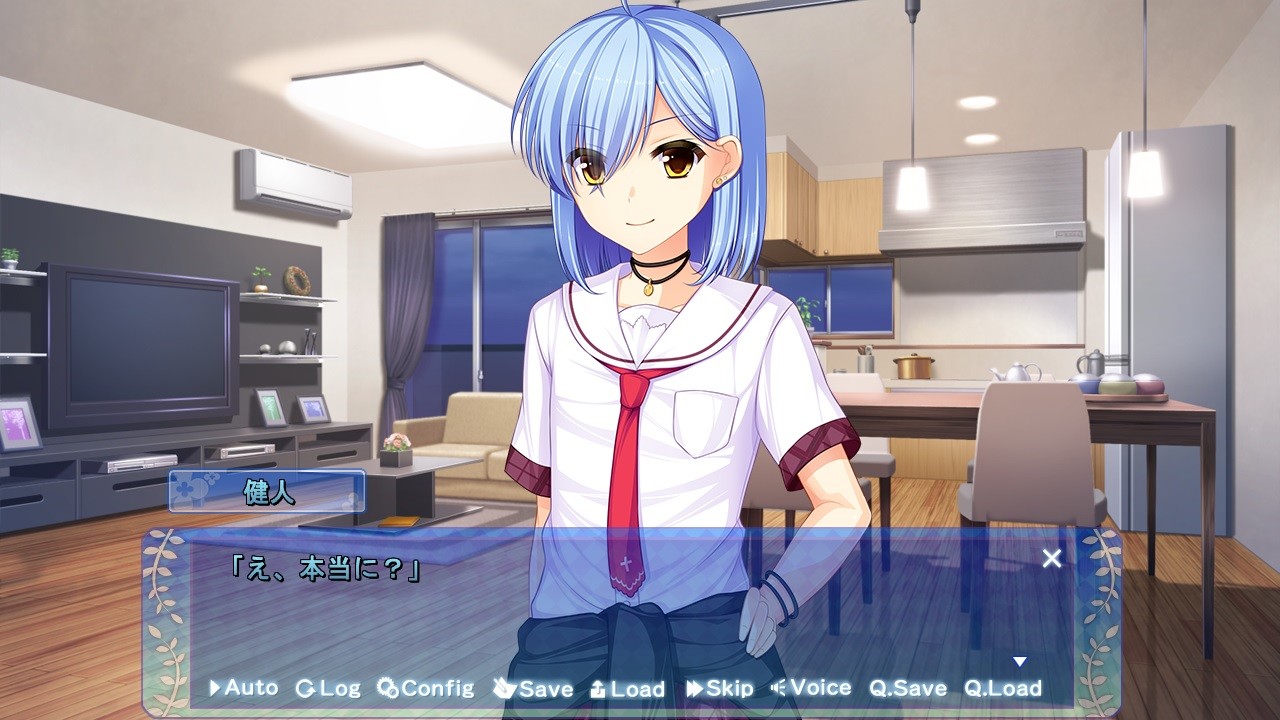 健人
「え、本当に？」
Auto Log Config Save Load Skip Voice Q.Save Q.Load